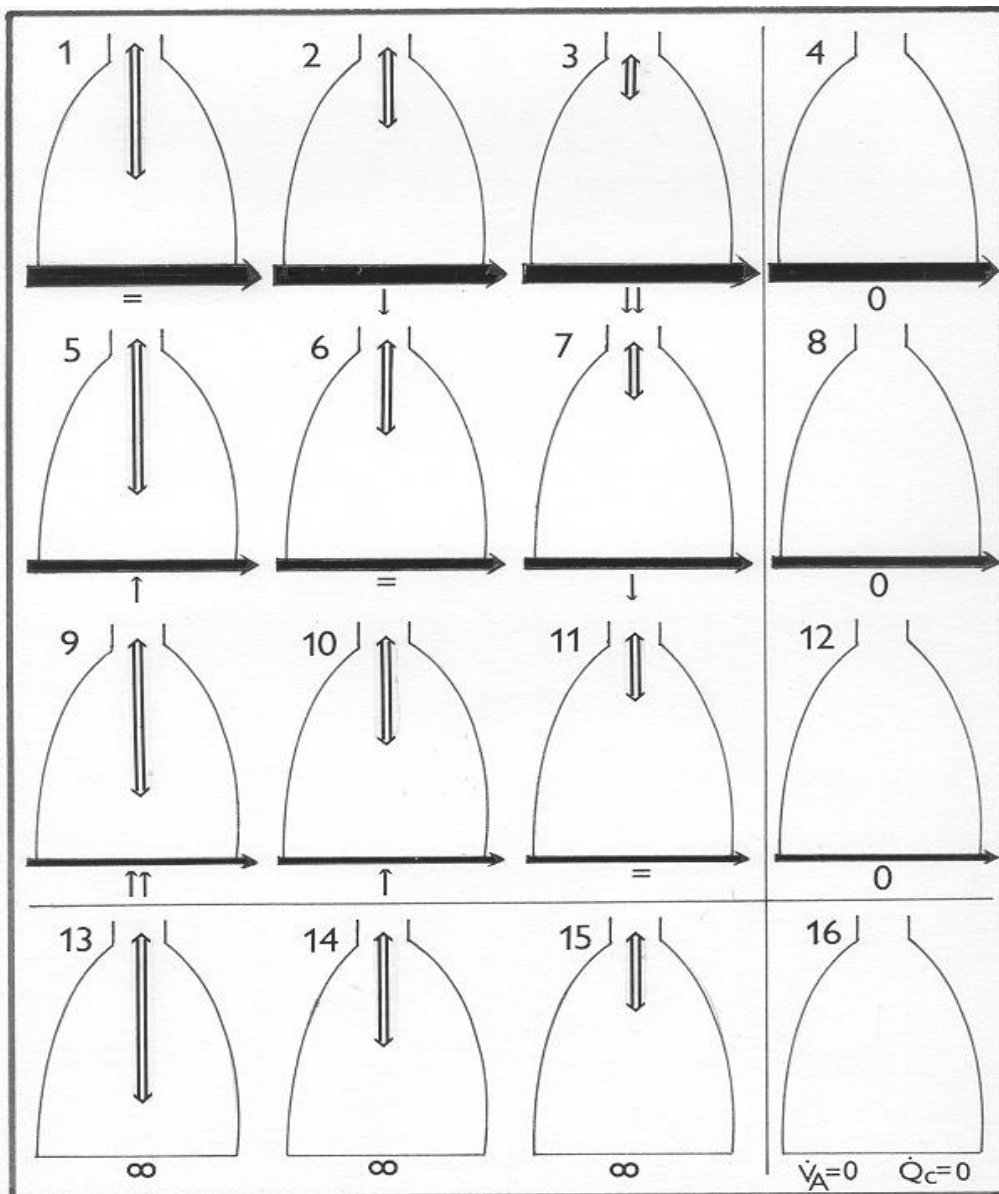 1 2 3 4
= ↓ ↓↓ 0
5 6 7 8
↑ = ↓ 0
9 10 11 12
↑↑ ↑ = 0
13 14 15 16
∞ ∞ ∞ V̇A=0 Q̇c=0